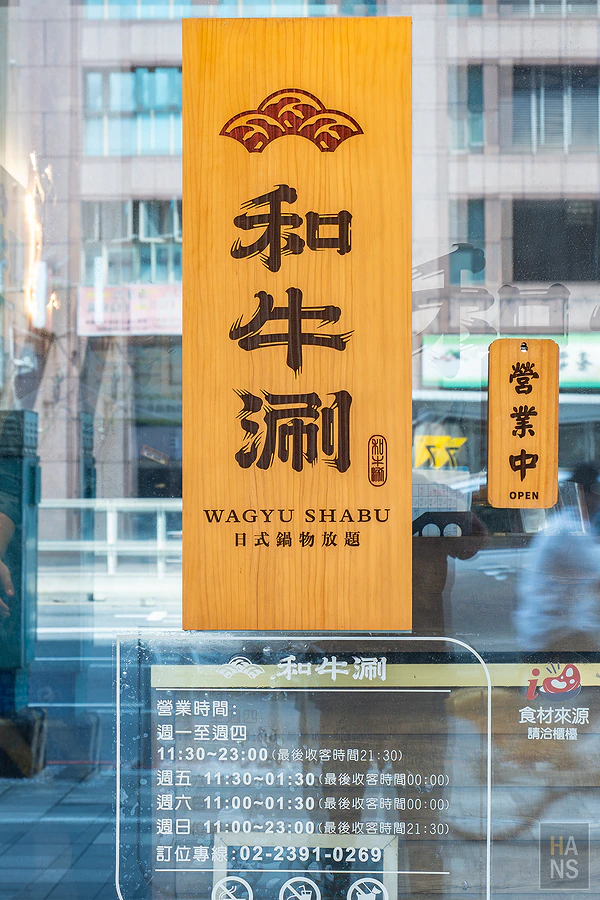 和牛涮
和牛涮
WAGYU SHABU
日式鍋物放題
營業中
OPEN
和牛涮
營業時間:
週一至週四
11:30~23:00(最後收客時間21:30)
週五 11:30~01:30(最後收客時間00:00)
週六 11:00~01:30(最後收客時間00:00)
週日 11:00~23:00(最後收客時間21:30)
訂位專線:02-2391-0269
食材來源
請洽櫃檯
HA
NS